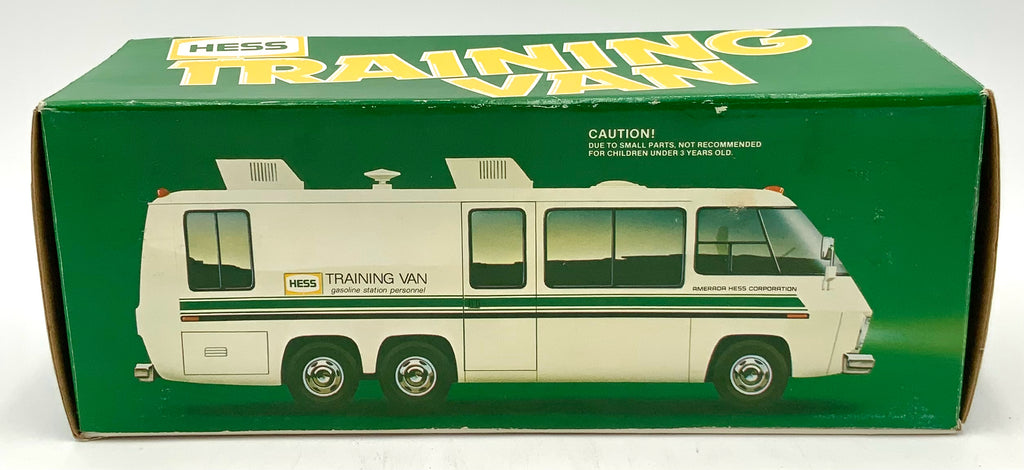 HESS
TRAINING
VAN
CAUTION!
DUE TO SMALL PARTS, NOT RECOMMENDED
FOR CHILDREN UNDER 3 YEARS OLD.
HESS TRAINING VAN
gasoline station personnel
AMERADA HESS CORPORATION